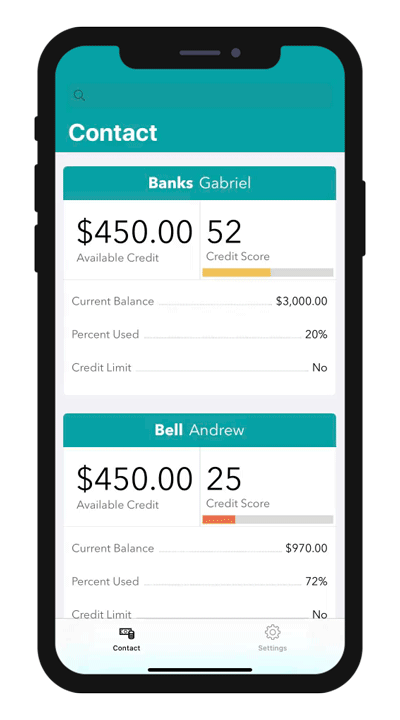 Contact
Banks Gabriel
$450.00 52
Available Credit Credit Score
Current Balance $3,000.00
Percent Used 20%
Credit Limit No
Bell Andrew
$450.00 25
Available Credit Credit Score
Current Balance $970.00
Percent Used 72%
Credit Limit No
Contact Settings